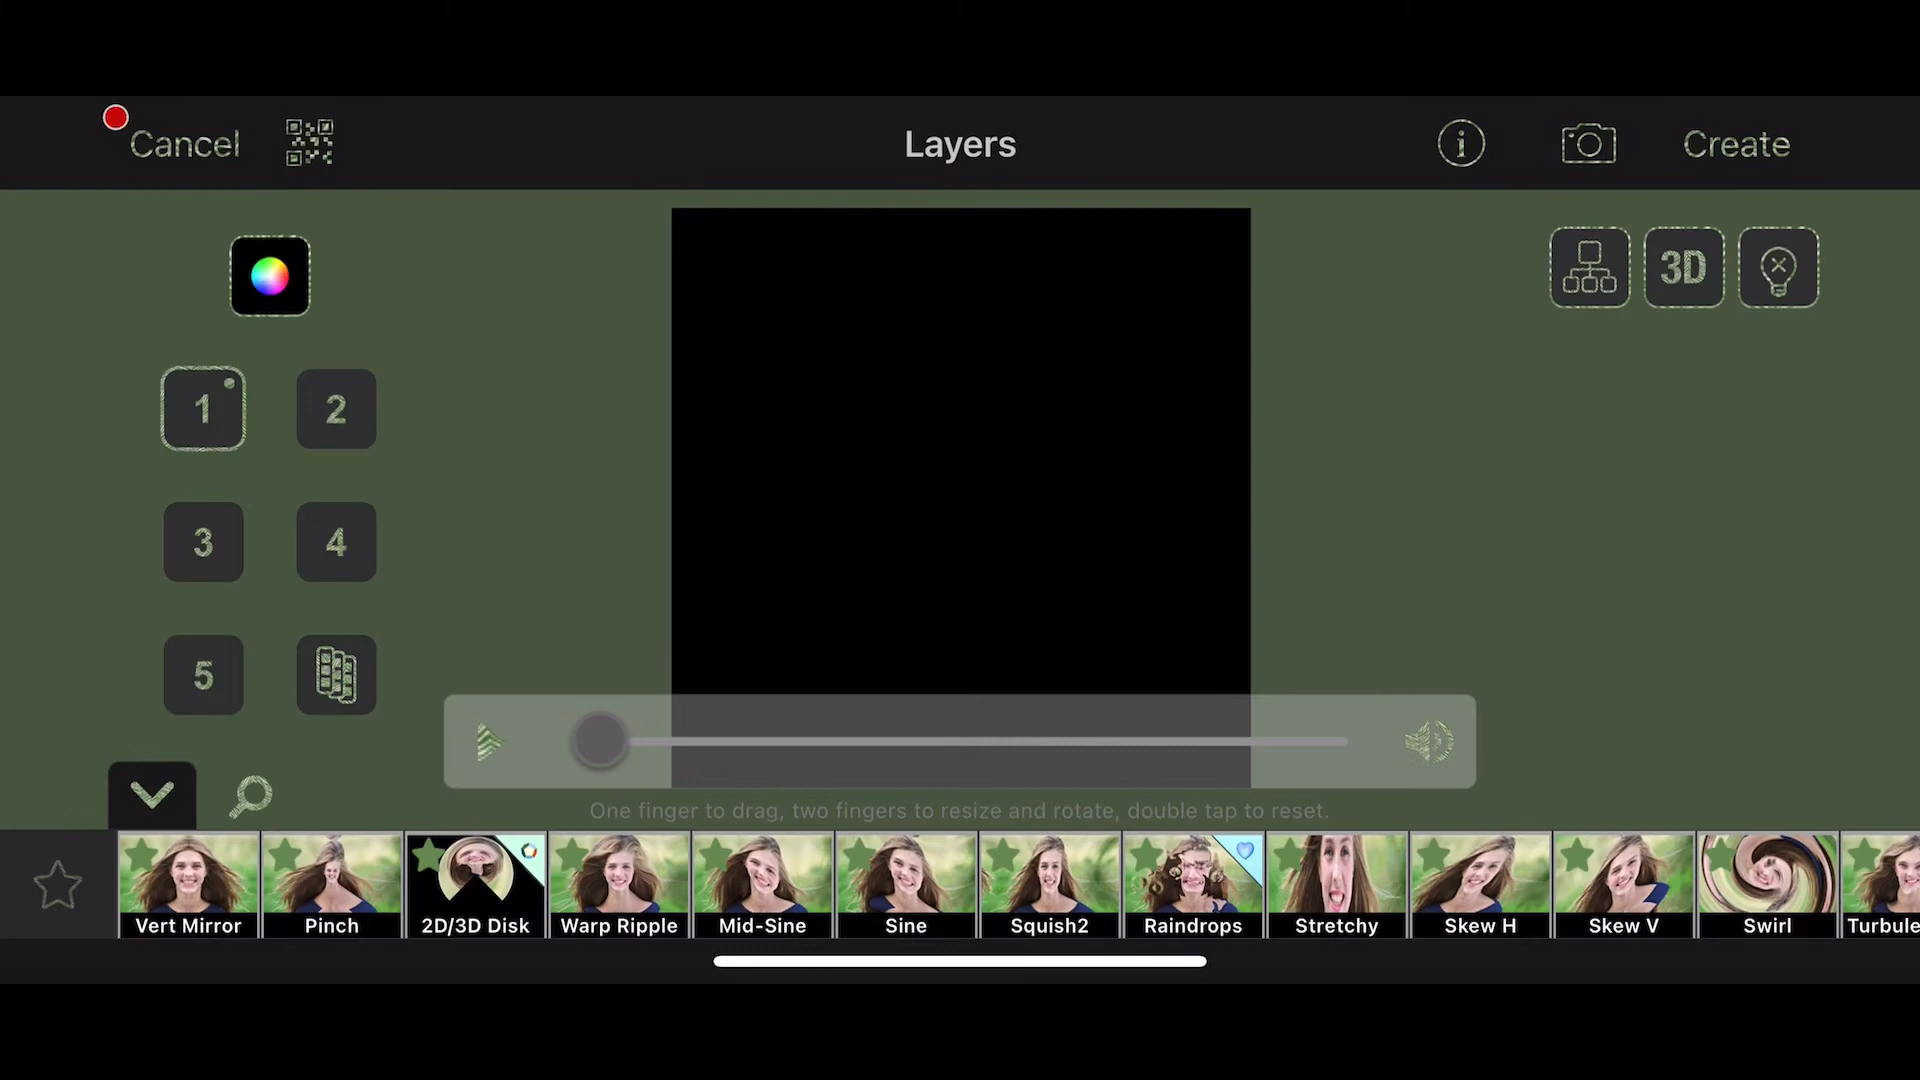 Cancel
Layers
Create
3D
1
2
3
4
5
One finger to drag, two fingers to resize and rotate, double tap to reset.
Vert Mirror
Pinch
2D/3D Disk
Warp Ripple
Mid-Sine
Sine
Squish2
Raindrops
Stretchy
Skew H
Skew V
Swirl
Turbule